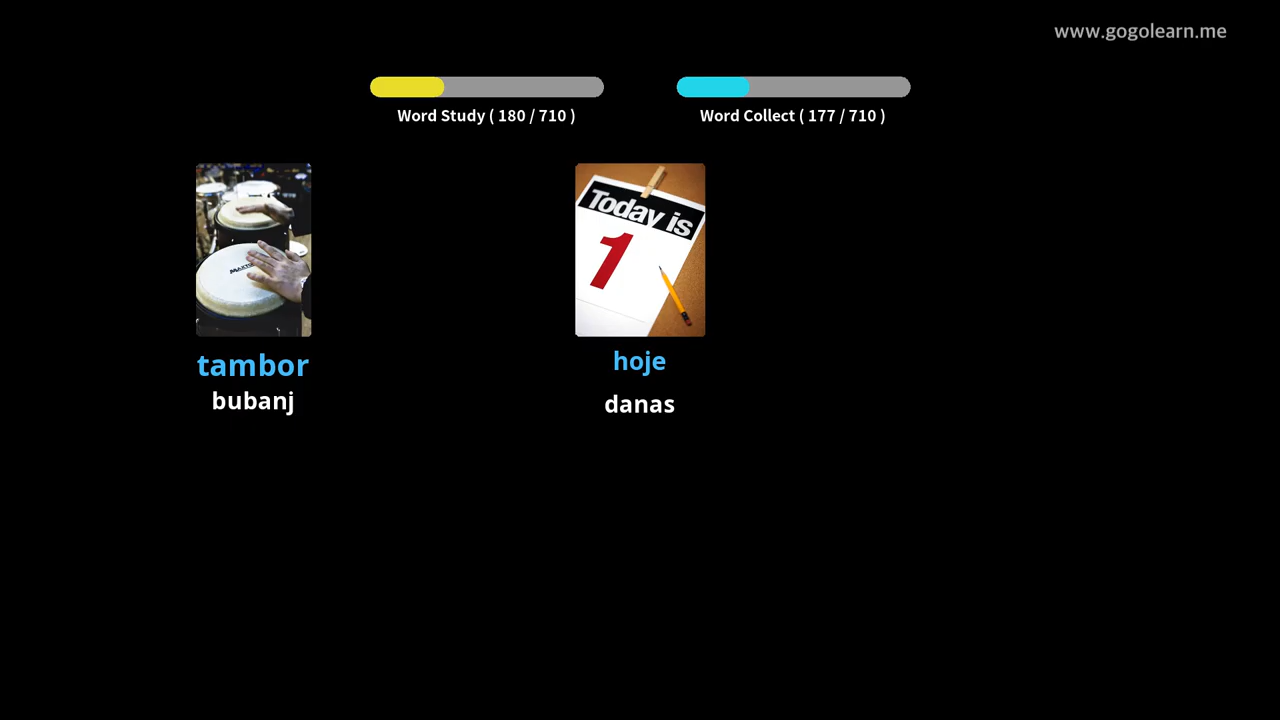 www.gogolearn.me
Word Study ( 180 / 710 )
Word Collect ( 177 / 710 )
Today is
1
tambor
bubanj
hoje
danas